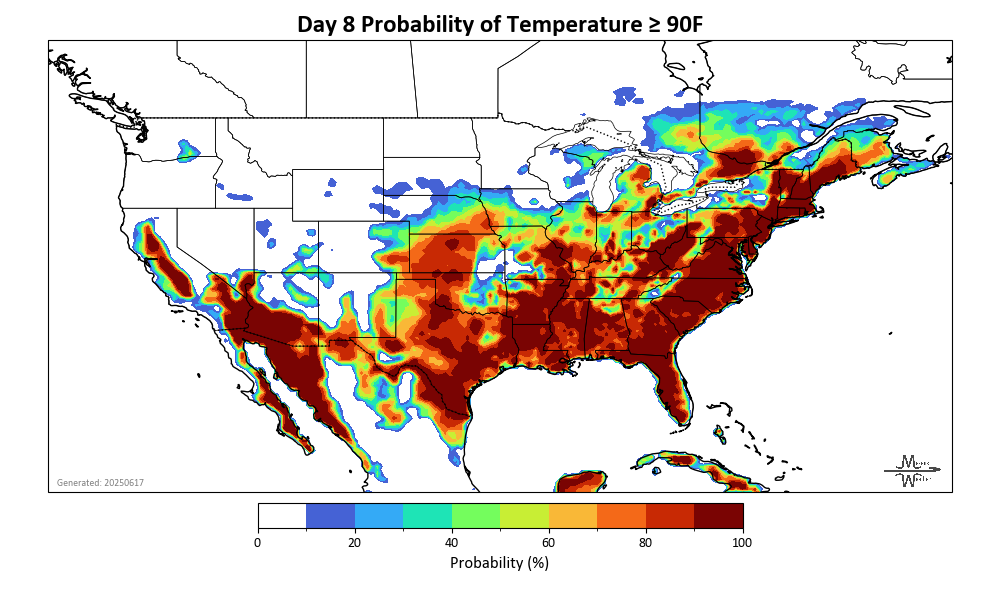 Day 8 Probability of Temperature ≥ 90F
Generated: 20250617
0 20 40 60 80 100
Probability (%)